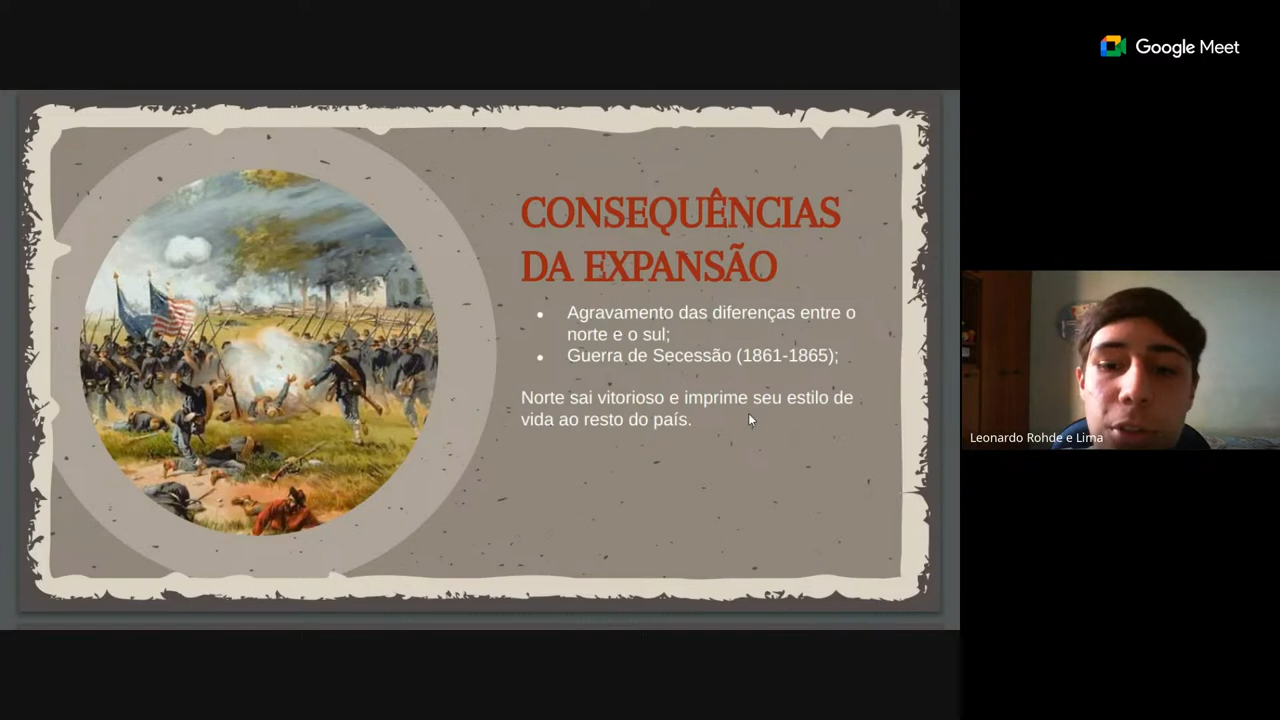 Google Meet
CONSEQUÊNCIAS
DA EXPANSÃO
Agravamento das diferenças entre o
norte e o sul;
Guerra de Secessão (1861-1865);
Norte sai vitorioso e imprime seu estilo de
vida ao resto do país.
Leonardo Rohde e Lima